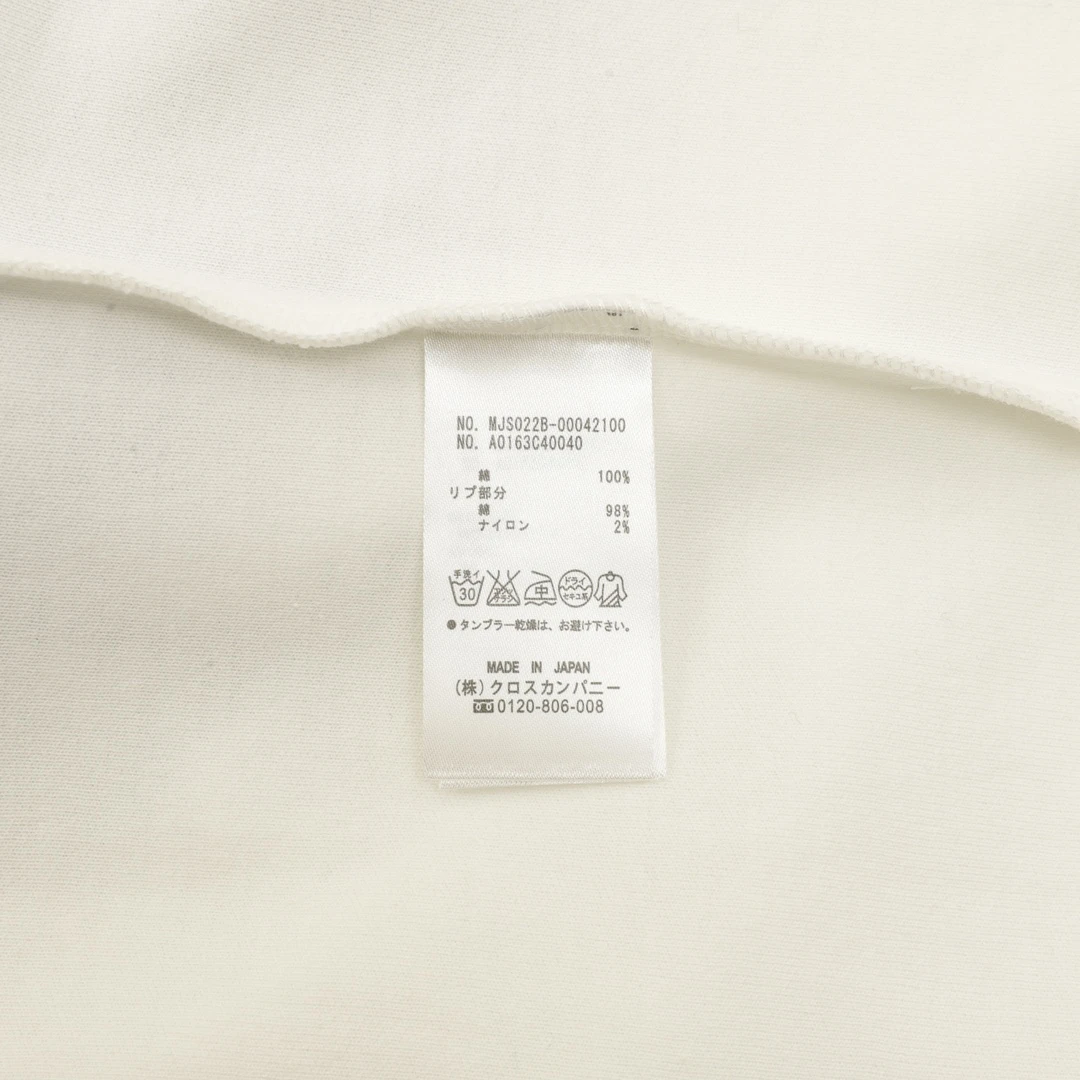 NO. MJS022B-00042100
NO. A0163C40040
綿 100%
リブ部分
綿 98%
ナイロン 2%
手洗イ 30 中 ドライ セキユ系
●タンブラー乾燥は、お避け下さい。
MADE IN JAPAN
(株)クロスカンパニー
0120-806-008